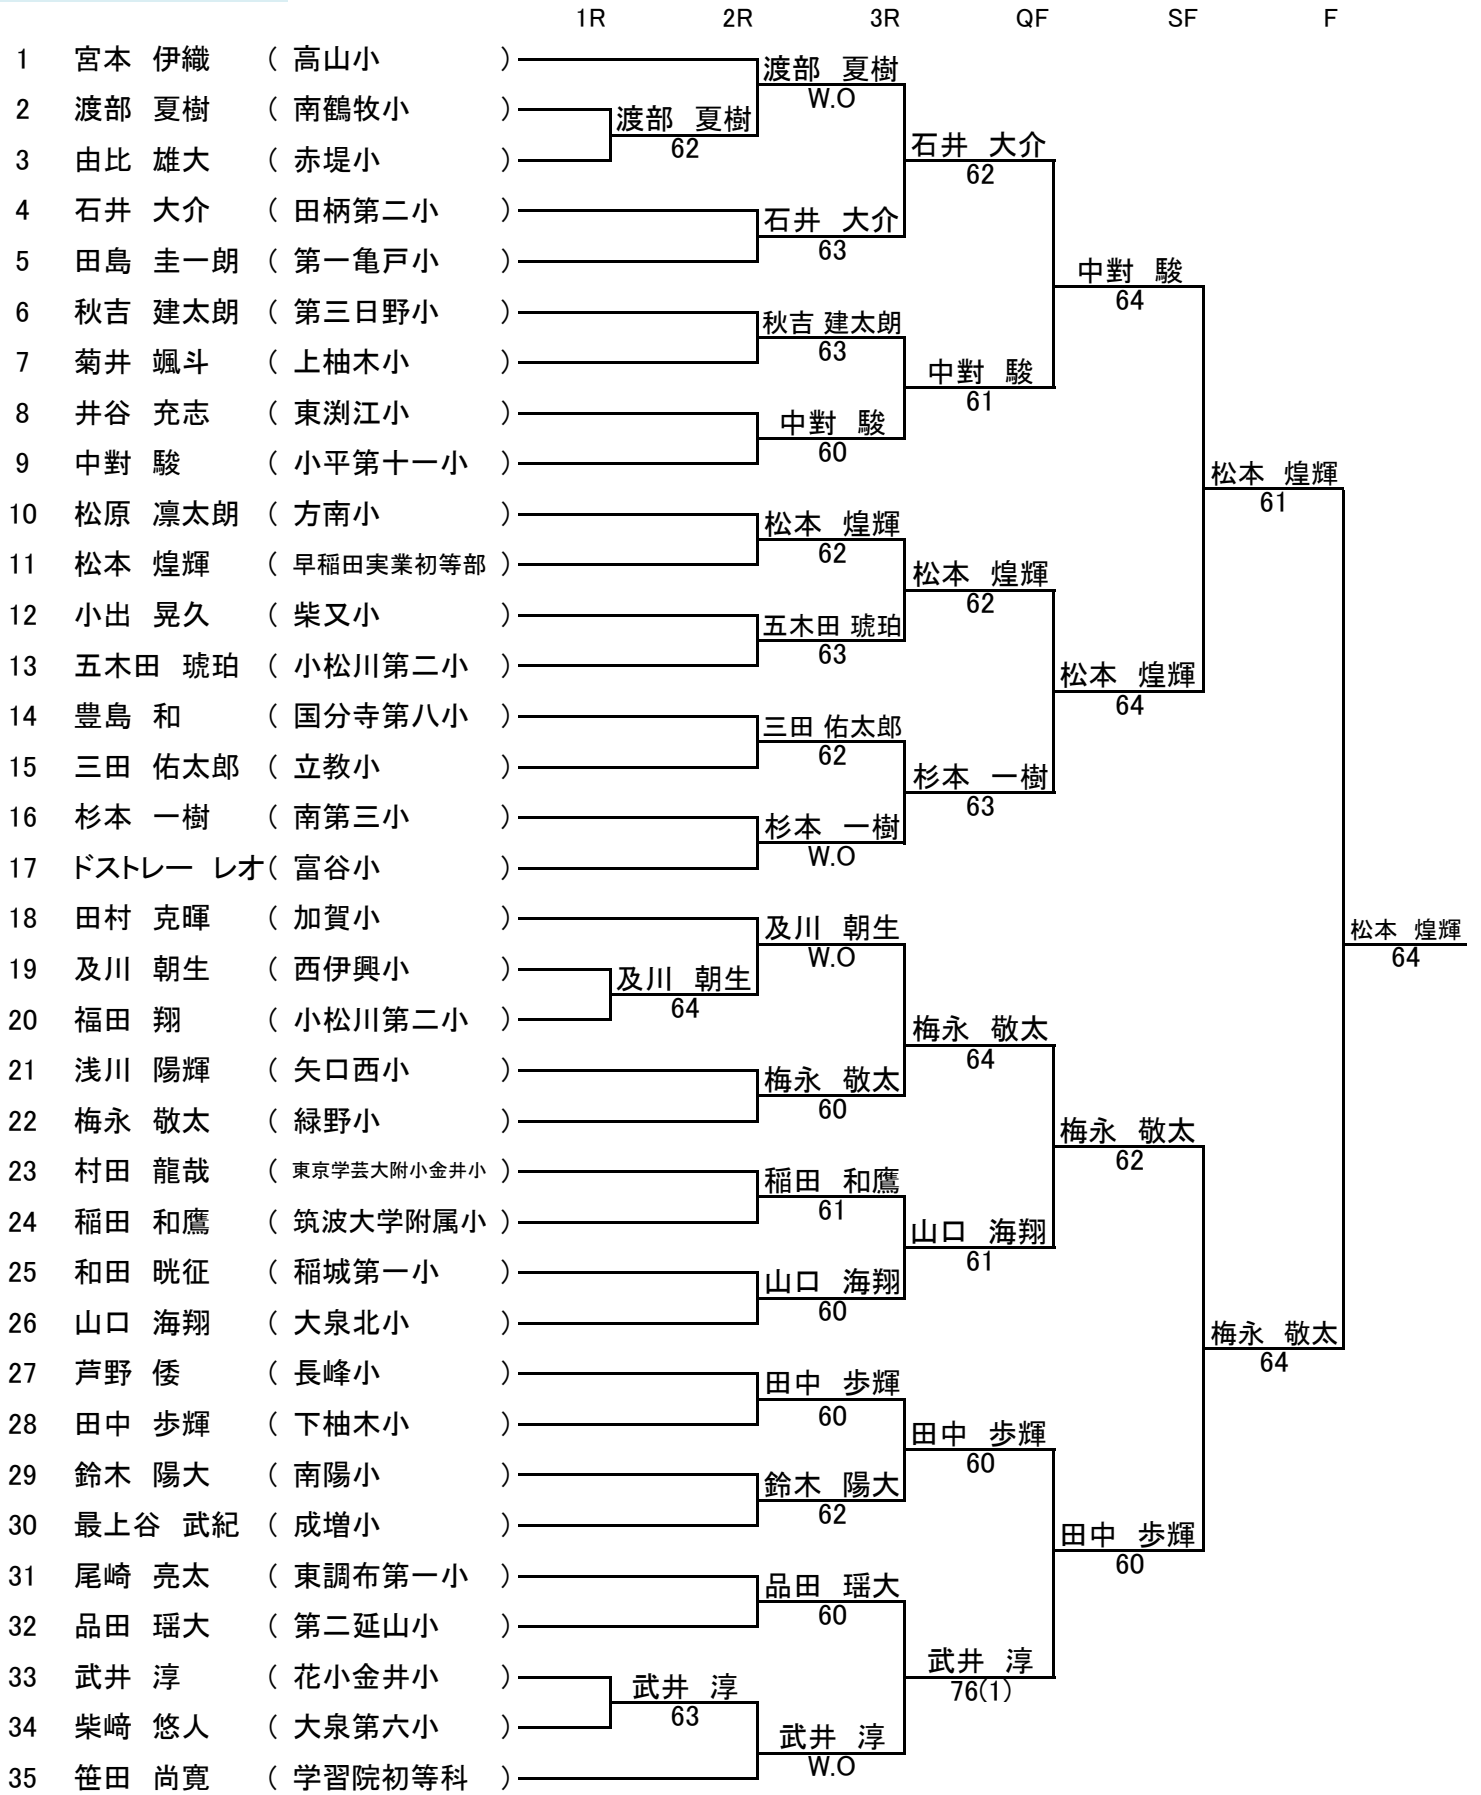 1R 2R 3R QF SF F
1 宮本 伊織 ( 高山小 )
渡部 夏樹
W.O
2 渡部 夏樹 ( 南鶴牧小 )
渡部 夏樹
62
石井 大介
62
3 由比 雄大 ( 赤堤小 )
4 石井 大介 ( 田柄第二小 )
石井 大介
63
5 田島 圭一朗 ( 第一亀戸小 )
中對 駿
64
6 秋吉 建太朗 ( 第三日野小 )
秋吉 建太朗
63
7 菊井 颯斗 ( 上柚木小 )
中對 駿
61
8 井谷 充志 ( 東渕江小 )
中對 駿
60
9 中對 駿 ( 小平第十一小 )
松本 煌輝
61
10 松原 凛太朗 ( 方南小 )
松本 煌輝
62
11 松本 煌輝 ( 早稲田実業初等部 )
松本 煌輝
62
12 小出 晃久 ( 柴又小 )
五木田 琥珀
63
13 五木田 琥珀 ( 小松川第二小 )
松本 煌輝
64
14 豊島 和 ( 国分寺第八小 )
三田 佑太郎
62
15 三田 佑太郎 ( 立教小 )
杉本 一樹
63
16 杉本 一樹 ( 南第三小 )
杉本 一樹
W.O
17 ドストレー レオ ( 富谷小 )
18 田村 克暉 ( 加賀小 )
及川 朝生
W.O
松本 煌輝
64
19 及川 朝生 ( 西伊興小 )
及川 朝生
64
20 福田 翔 ( 小松川第二小 )
梅永 敬太
64
21 浅川 陽輝 ( 矢口西小 )
梅永 敬太
60
22 梅永 敬太 ( 緑野小 )
梅永 敬太
62
23 村田 龍哉 ( 東京学芸大附小金井小 )
稲田 和鷹
61
24 稲田 和鷹 ( 筑波大学附属小 )
山口 海翔
61
25 和田 晄征 ( 稲城第一小 )
山口 海翔
60
26 山口 海翔 ( 大泉北小 )
梅永 敬太
64
27 芦野 倭 ( 長峰小 )
田中 歩輝
60
28 田中 歩輝 ( 下柚木小 )
田中 歩輝
60
29 鈴木 陽大 ( 南陽小 )
鈴木 陽大
62
30 最上谷 武紀 ( 成増小 )
田中 歩輝
60
31 尾崎 亮太 ( 東調布第一小 )
品田 瑶大
60
32 品田 瑶大 ( 第二延山小 )
武井 淳
76(1)
33 武井 淳 ( 花小金井小 )
武井 淳
63
34 柴﨑 悠人 ( 大泉第六小 )
武井 淳
W.O
35 笹田 尚寛 ( 学習院初等科 )